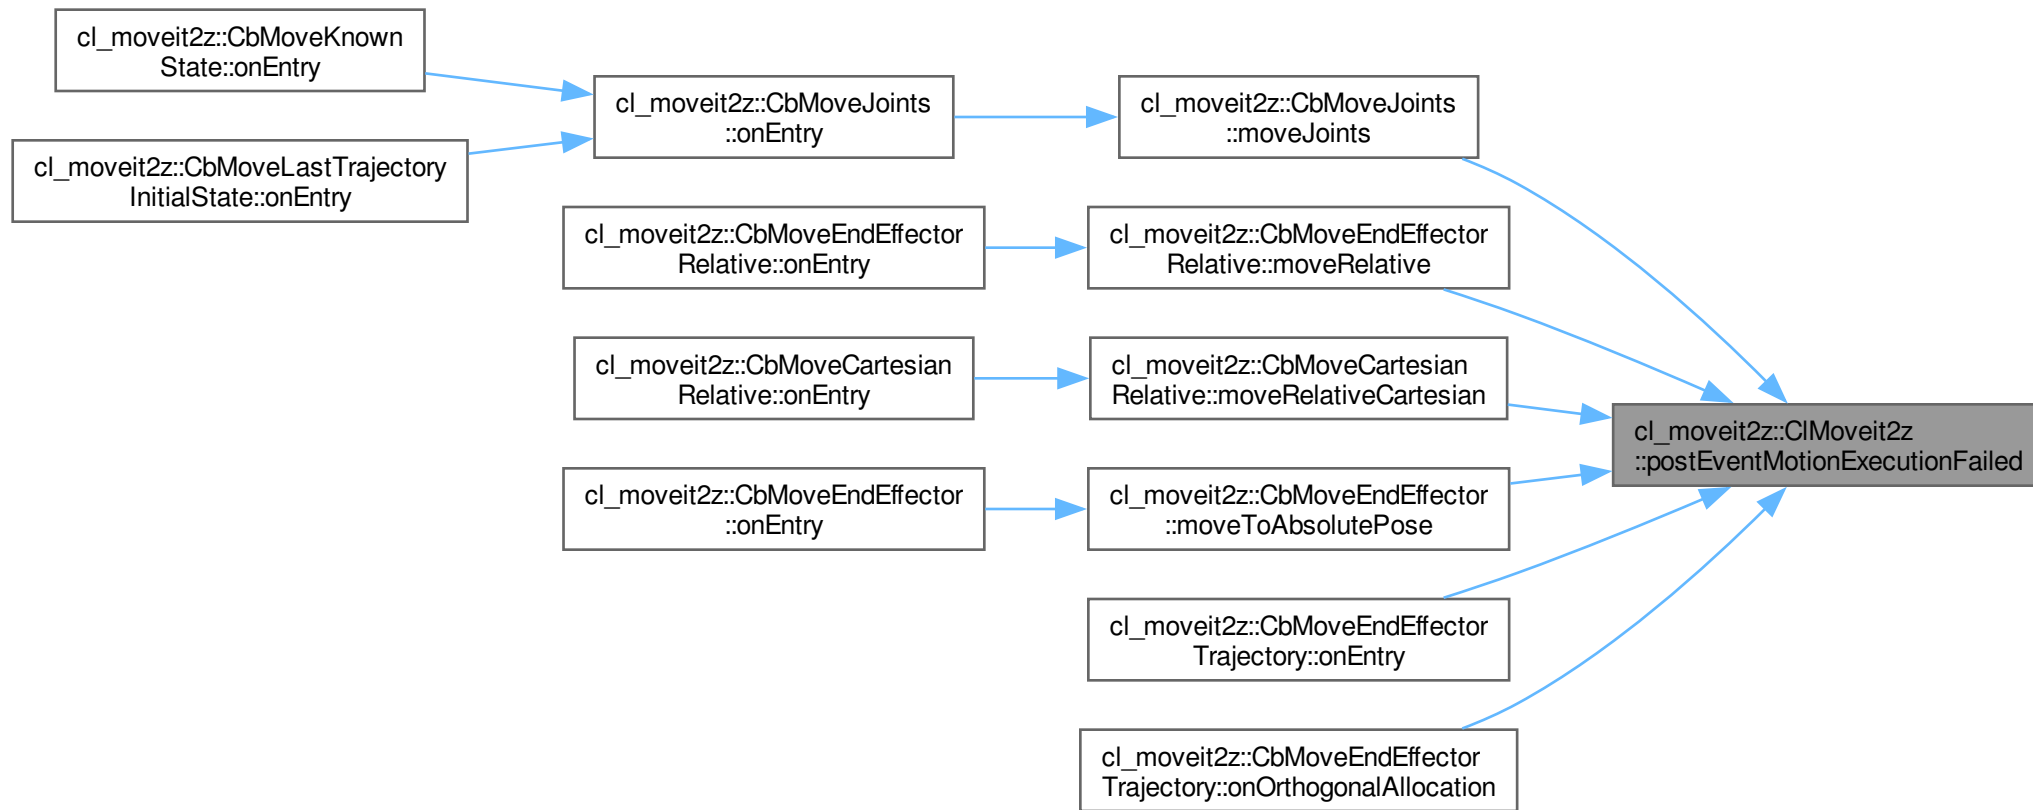 cl_moveit2z::CbMoveKnown
State::onEntry
cl_moveit2z::CbMoveLastTrajectory
InitialState::onEntry
cl_moveit2z::CbMoveJoints
::onEntry
cl_moveit2z::CbMoveJoints
::moveJoints
cl_moveit2z::CbMoveEndEffector
Relative::onEntry
cl_moveit2z::CbMoveEndEffector
Relative::moveRelative
cl_moveit2z::CbMoveCartesian
Relative::onEntry
cl_moveit2z::CbMoveCartesian
Relative::moveRelativeCartesian
cl_moveit2z::ClMoveit2z
::postEventMotionExecutionFailed
cl_moveit2z::CbMoveEndEffector
::onEntry
cl_moveit2z::CbMoveEndEffector
::moveToAbsolutePose
cl_moveit2z::CbMoveEndEffector
Trajectory::onEntry
cl_moveit2z::CbMoveEndEffector
Trajectory::onOrthogonalAllocation